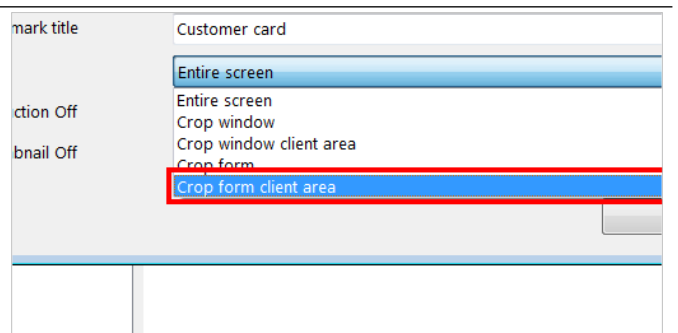 mark title
Customer card
Entire screen
ction Off
bnail Off
Entire screen
Crop window
Crop window client area
Crop form
Crop form client area